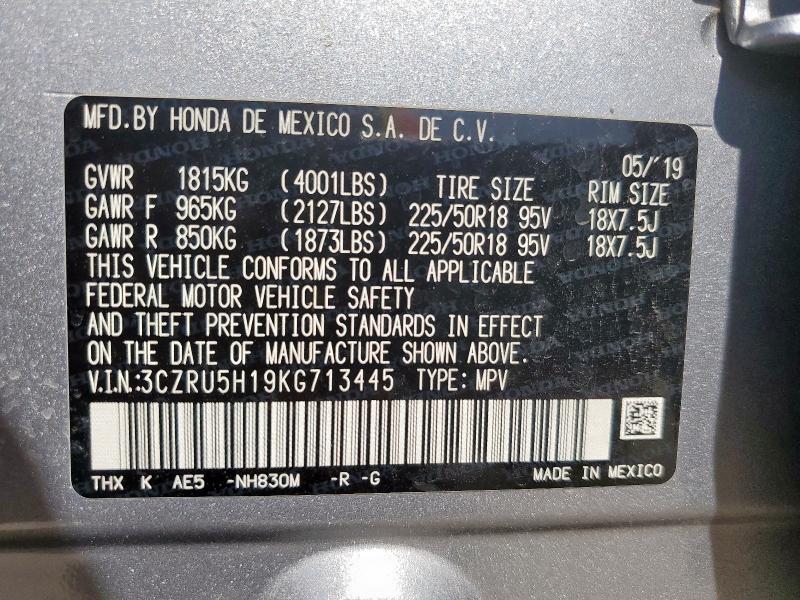 MFD.BY HONDA DE MEXICO S.A. DE C.V.
05/'19
GVWR 1815KG (4001LBS) TIRE SIZE RIM SIZE
GAWR F 965KG (2127LBS) 225/50R18 95V 18X7.5J
GAWR R 850KG (1873LBS) 225/50R18 95V 18X7.5J
THIS VEHICLE CONFORMS TO ALL APPLICABLE
FEDERAL MOTOR VEHICLE SAFETY
AND THEFT PREVENTION STANDARDS IN EFFECT
ON THE DATE OF MANUFACTURE SHOWN ABOVE.
V.I.N:3CZRU5H19KG713445 TYPE: MPV
THX K AE5 -NH830M -R -G MADE IN MEXICO